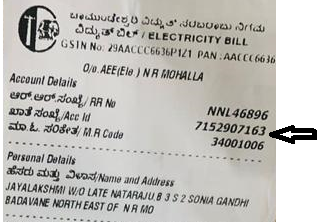 ಚಾಮುಂಡೇಶ್ವರಿ ವಿದ್ಯುತ್ ಸರಬರಾಜು ನಿಗಮ
ವಿದ್ಯುತ್ ಬಿಲ್ / ELECTRICITY BILL
GSTN No: 29AACCC6636P1Z1 PAN: AACCC6636
O/o.AEE(Ele) N R MOHALLA
Account Details
ಆರ್.ಆರ್.ಸಂಖ್ಯೆ/ RR No NNL46896
ಖಾತೆ ಸಂಖ್ಯೆ/Acc Id 7152907163
ಮಾ.ಓ. ಸಂಕೇತ/ M.R Code 34001006
Personal Details
ಹೆಸರು ಮತ್ತು ವಿಳಾಸ/Name and Address
JAYALAKSHMI W/O LATE NATARAJU.B 3 S 2 SONIA GANDHI
BADAVANE NORTH EAST OF N R MO